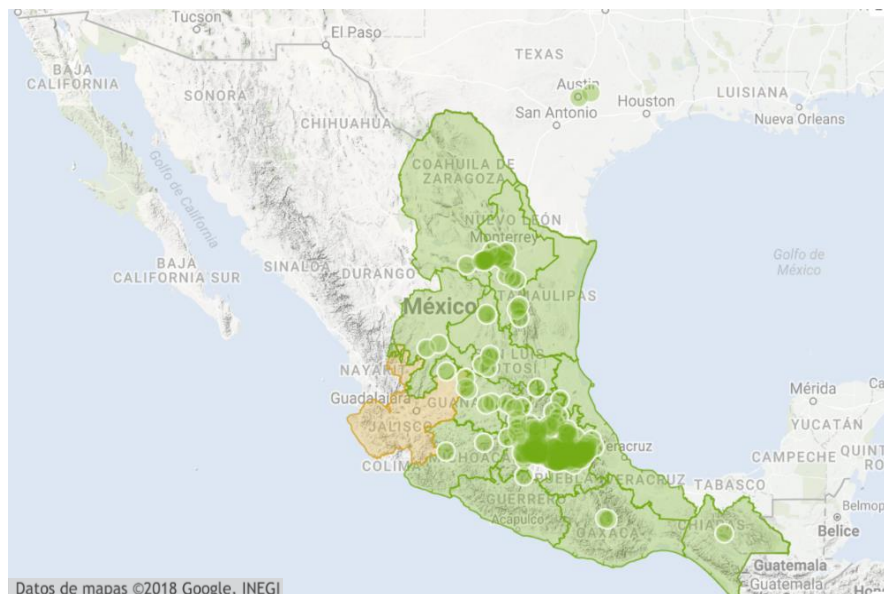 Tucson
El Paso
TEXAS
BAJA
CALIFORNIA
SONORA
Austin
LUISIANA
Houston
San Antonio
Nueva Orleans
CHIHUAHUA
COAHUILA DE
ZARAGOZA
Golfo de California
NUEVO LEÓN
Monterrey
BAJA
CALIFORNIA SUR
SINALOA
DURANGO
Golfo de
México
TAMAULIPAS
México
NAYARIT
Guadalajara
JALISCO
COLIMA
Mérida
YUCATÁN
CAMPECHE
TABASCO
GUERRERO
Acapulco
OAXACA
Belice
Guatemala
Guatemala
Datos de mapas ©2018 Google, INEGI